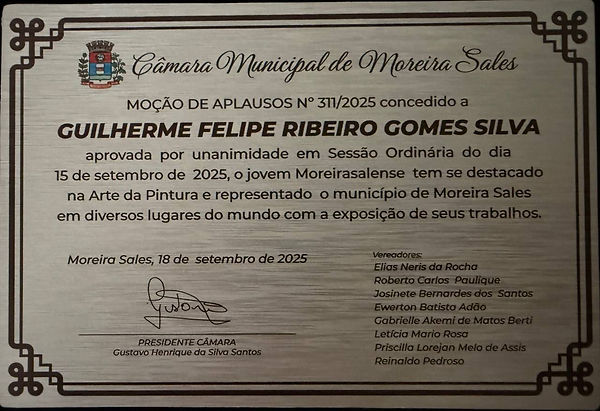 Câmara Municipal de Moreira Sales
MOÇÃO DE APLAUSOS Nº 311/2025 concedido a
GUILHERME FELIPE RIBEIRO GOMES SILVA
aprovada por unanimidade em Sessão Ordinária do dia
15 de setembro de 2025, o jovem Moreirasalense tem se destacado
na Arte da Pintura e representado o município de Moreira Sales
em diversos lugares do mundo com a exposição de seus trabalhos.
Moreira Sales, 18 de setembro de 2025
Gustavo
PRESIDENTE CÂMARA
Gustavo Henrique da Silva Santos
Vereadores:
Elias Neris da Rocha
Roberto Carlos Paulique
Josinete Bernardes dos Santos
Ewerton Batista Adão
Gabrielle Akemi de Matos Berti
Letícia Mario Rosa
Priscilla Lorejan Melo de Assis
Reinaldo Pedroso